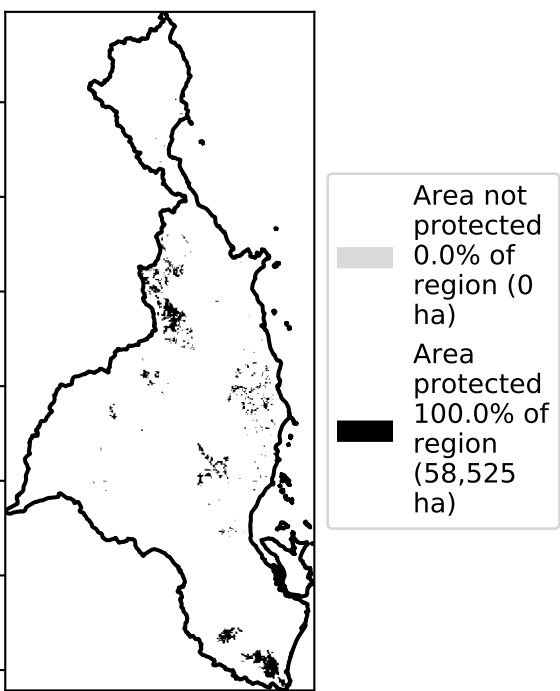 Area not
protected
0.0% of
region (0
ha)
Area
protected
100.0% of
region
(58,525
ha)